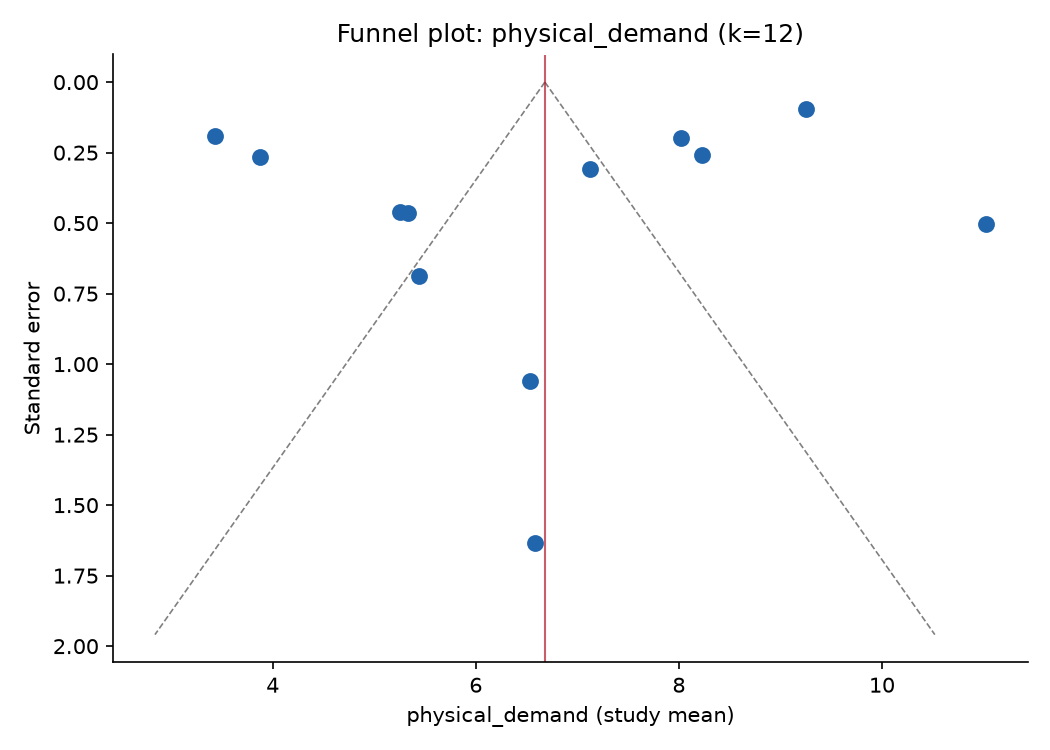 Funnel plot: physical_demand (k=12)
0.00
0.25
0.50
0.75
1.00
1.25
1.50
1.75
2.00
Standard error
4 6 8 10
physical_demand (study mean)